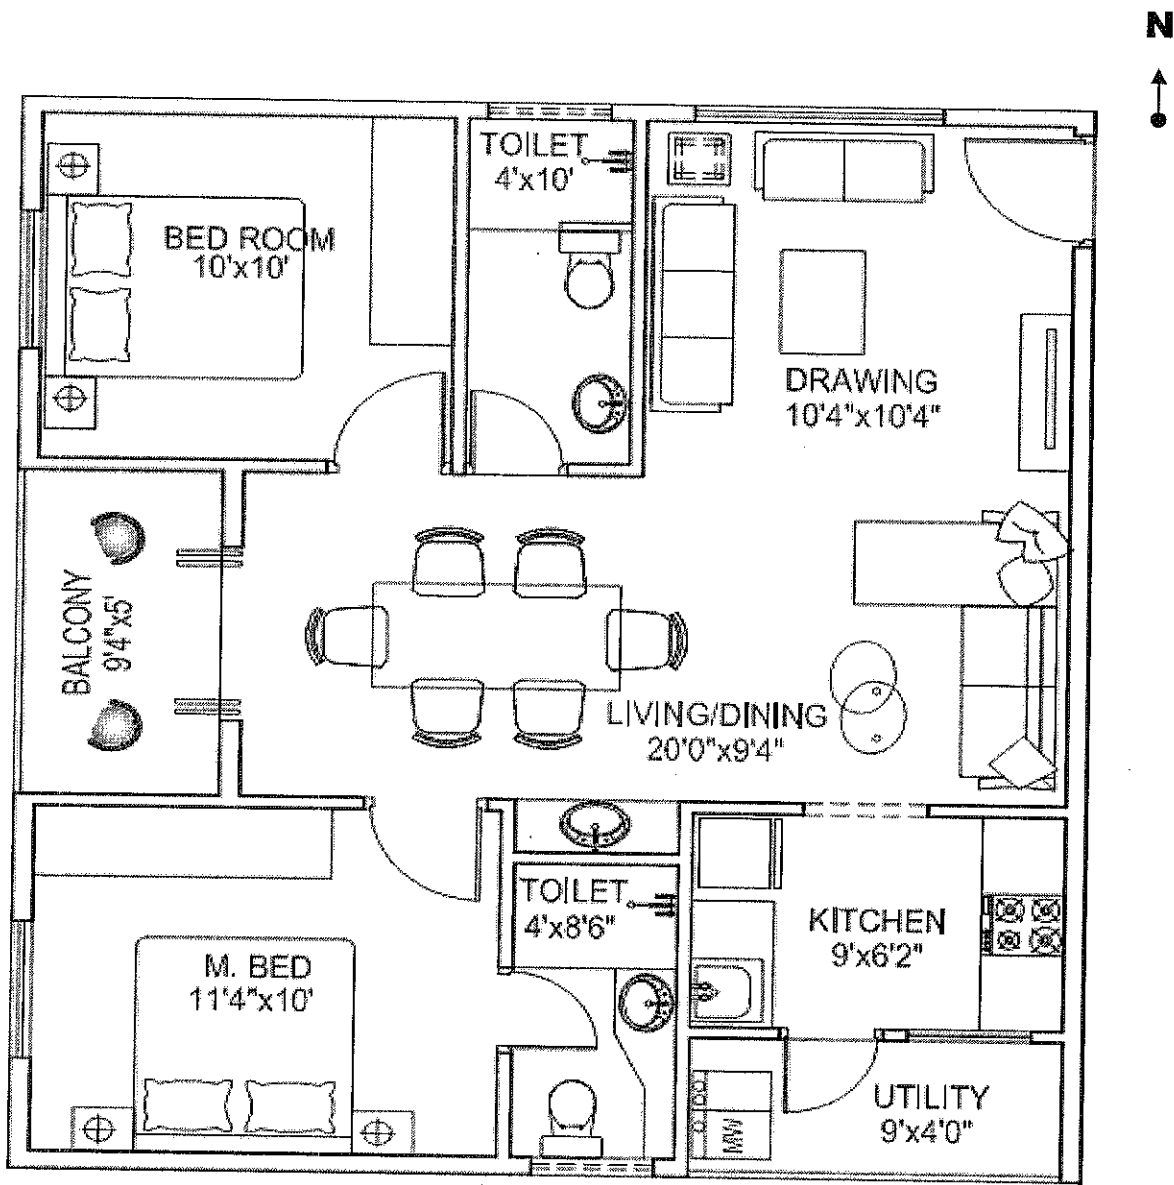 N
TOILET
4'x10'
BED ROOM
10'x10'
DRAWING
10'4"x10'4"
BALCONY
9'4"x5'
LIVING/DINING
20'0"x9'4"
TOILET
4'x8'6"
KITCHEN
9'x6'2"
M. BED
11'4"x10'
UTILITY
9'x4'0"
MW